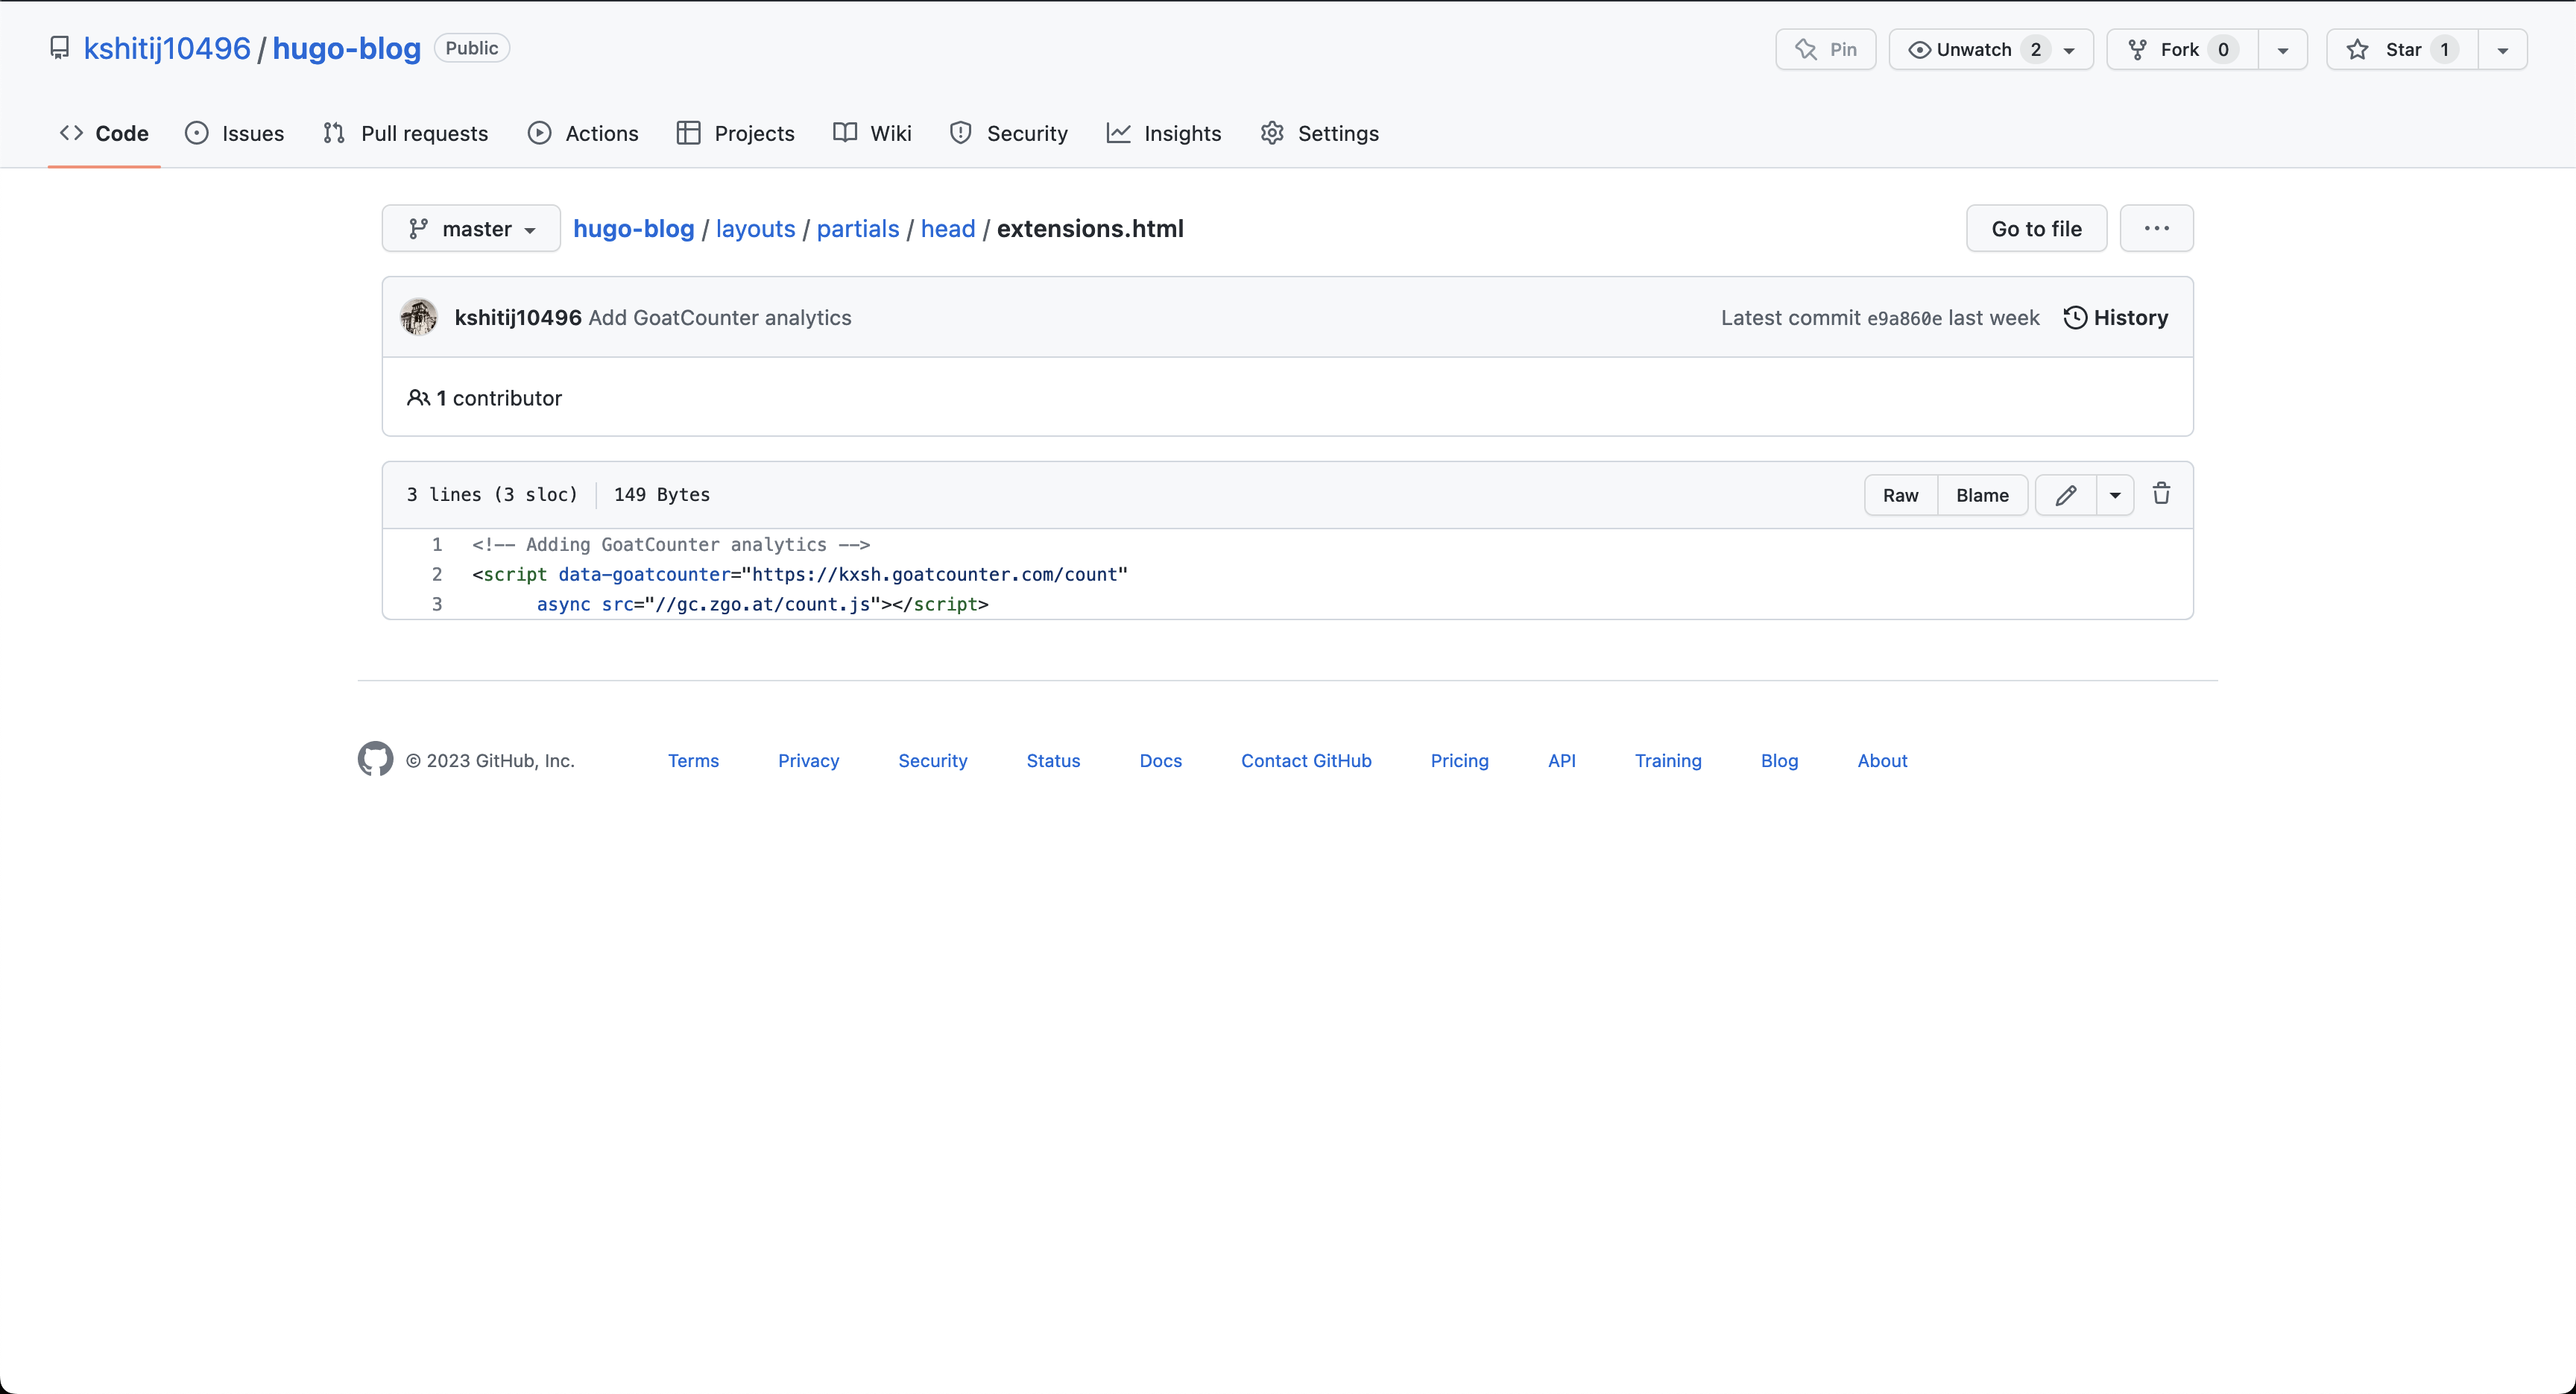 kshitij10496 / hugo-blog Public Pin Unwatch 2 Fork 0 Star 1
Code Issues Pull requests Actions Projects Wiki Security Insights Settings
master hugo-blog / layouts / partials / head / extensions.html Go to file ...
kshitij10496 Add GoatCounter analytics Latest commit e9a860e last week History
1 contributor
3 lines (3 sloc) 149 Bytes Raw Blame
1 <!-- Adding GoatCounter analytics -->
2 <script data-goatcounter="https://kxsh.goatcounter.com/count"
3 async src="//gc.zgo.at/count.js"></script>
© 2023 GitHub, Inc. Terms Privacy Security Status Docs Contact GitHub Pricing API Training Blog About